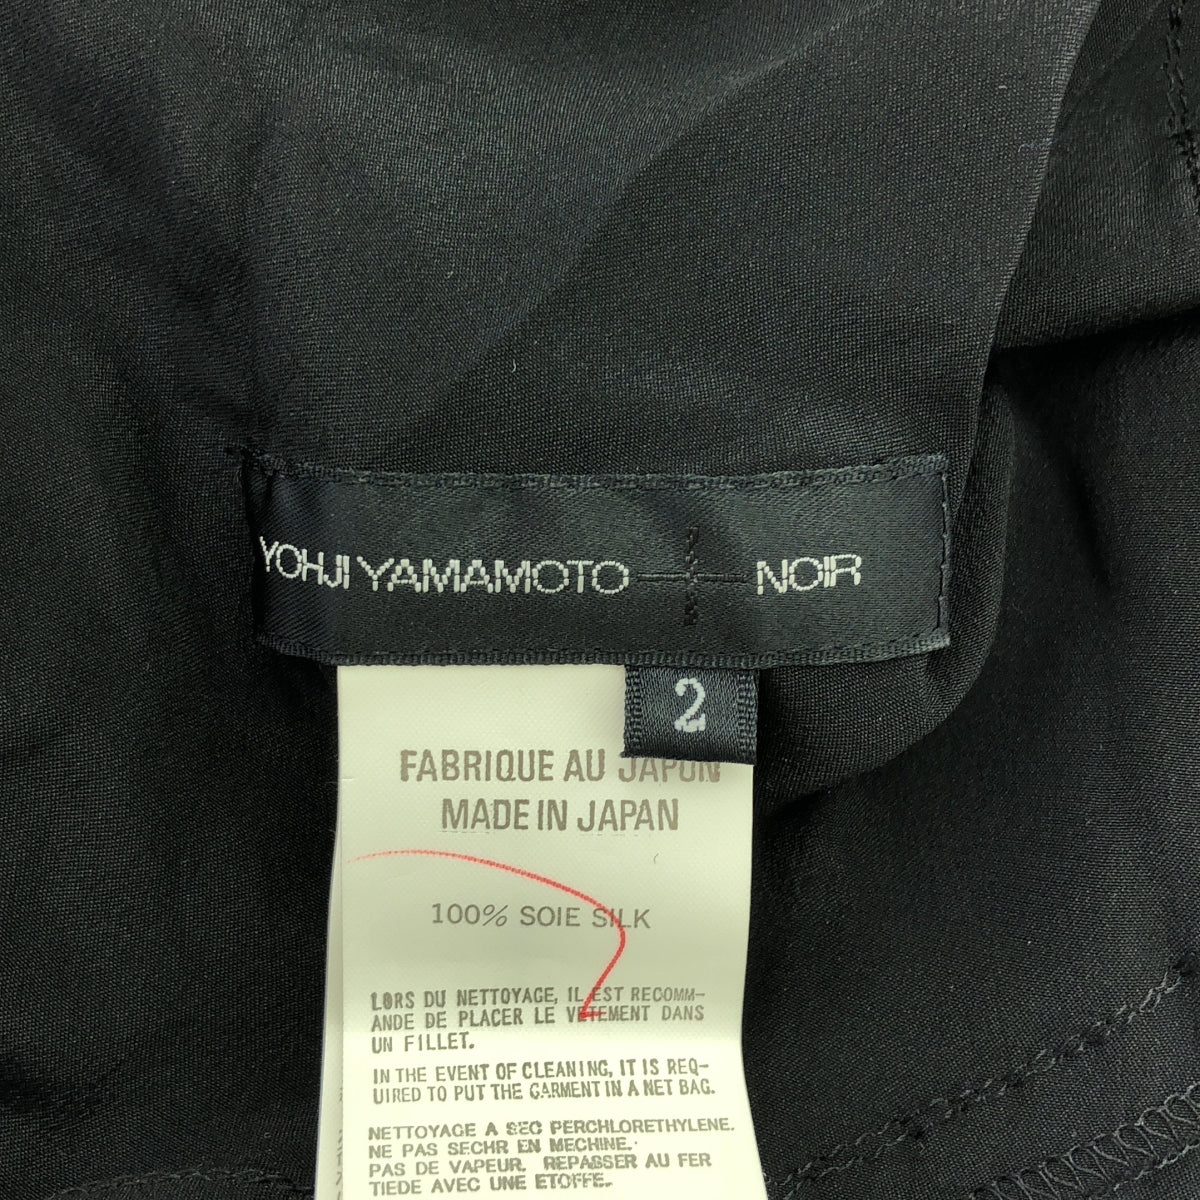 YOHJI YAMAMOTO NOIR
2
FABRIQUE AU JAPON
MADE IN JAPAN
100% SOIE SILK
LORS DU NETTOYAGE, IL EST RECOMM-
ANDE DE PLACER LE VETEMENT DANS
UN FILLET.
IN THE EVENT OF CLEANING, IT IS REQ-
UIRED TO PUT THE GARMENT IN A NET BAG.
NETTOYAGE A SEC PERCHLORETHYLENE.
NE PAS SECHR EN MECHINE.
PAS DE VAPEUR. REPASSER AU FER
TIEDE AVEC UNE ETOFFE.